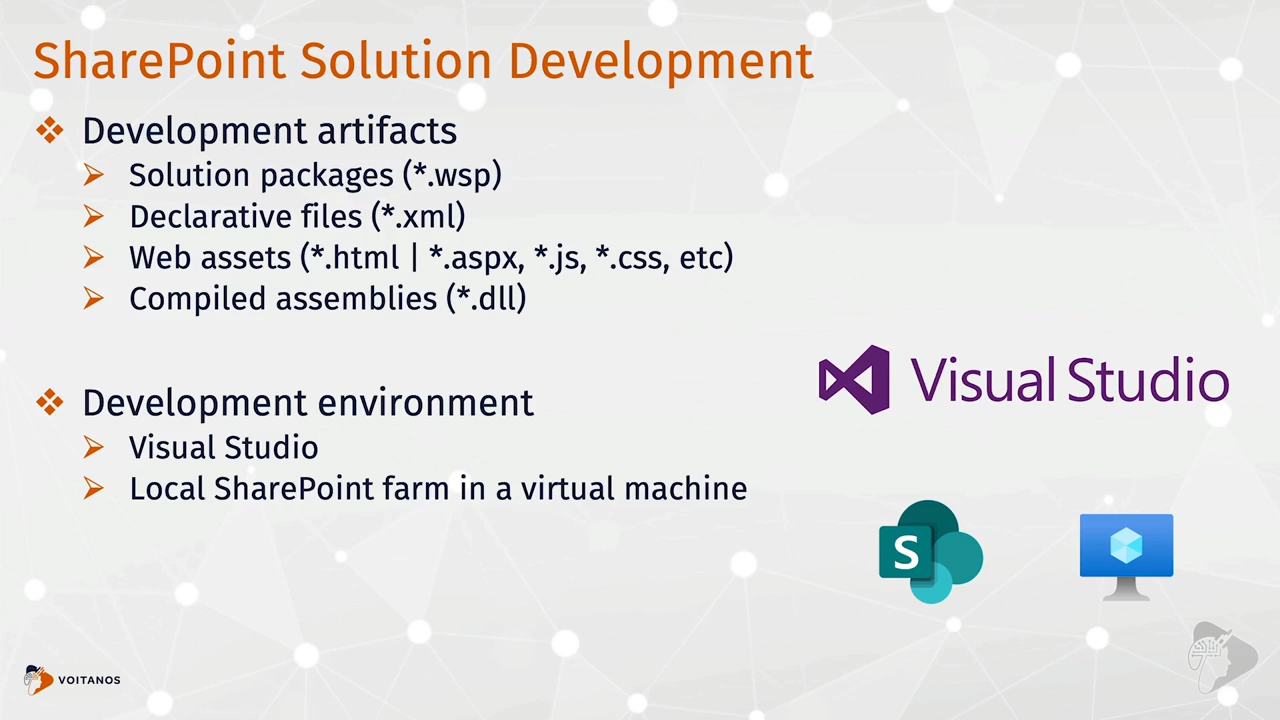 SharePoint Solution Development
Development artifacts
Solution packages (*.wsp)
Declarative files (*.xml)
Web assets (*.html | *.aspx, *.js, *.css, etc)
Compiled assemblies (*.dll)
Visual Studio
Development environment
Visual Studio
Local SharePoint farm in a virtual machine
S
VOITANOS